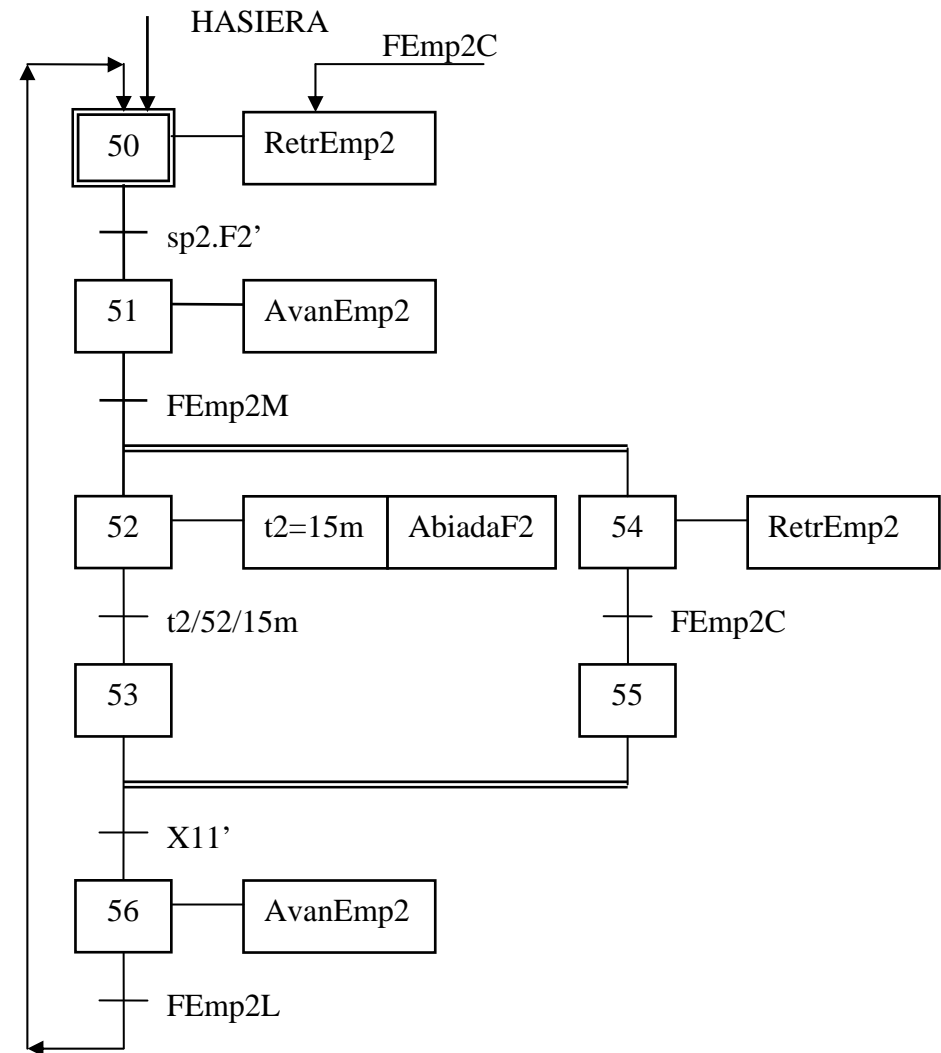 HASIERA
FEmp2C
50
RetrEmp2
sp2.F2’
51
AvanEmp2
FEmp2M
52
t2=15m
AbiadaF2
54
RetrEmp2
t2/52/15m
FEmp2C
53
55
X11’
56
AvanEmp2
FEmp2L